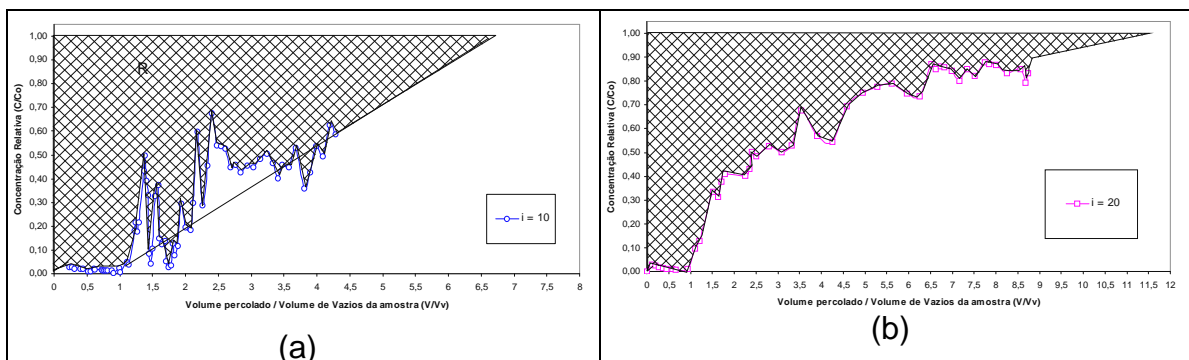 1,00
0,90
0,80
0,70
0,60
0,50
0,40
0,30
0,20
0,10
0,00
Concentração Relativa (C/Co)
R
i = 10
0 0,5 1 1,5 2 2,5 3 3,5 4 4,5 5 5,5 6 6,5 7 7,5 8
Volume percolado / Volume de Vazios da amostra (V/Vv)
(a)
1,00
0,90
0,80
0,70
0,60
0,50
0,40
0,30
0,20
0,10
0,00
Concentração Relativa (C/Co)
i = 20
0 0,5 1 1,5 2 2,5 3 3,5 4 4,5 5 5,5 6 6,5 7 7,5 8 8,5 9 9,5 10 10,5 11 11,5 12
Volume percolado / Volume de Vazios da amostra (V/Vv)
(b)